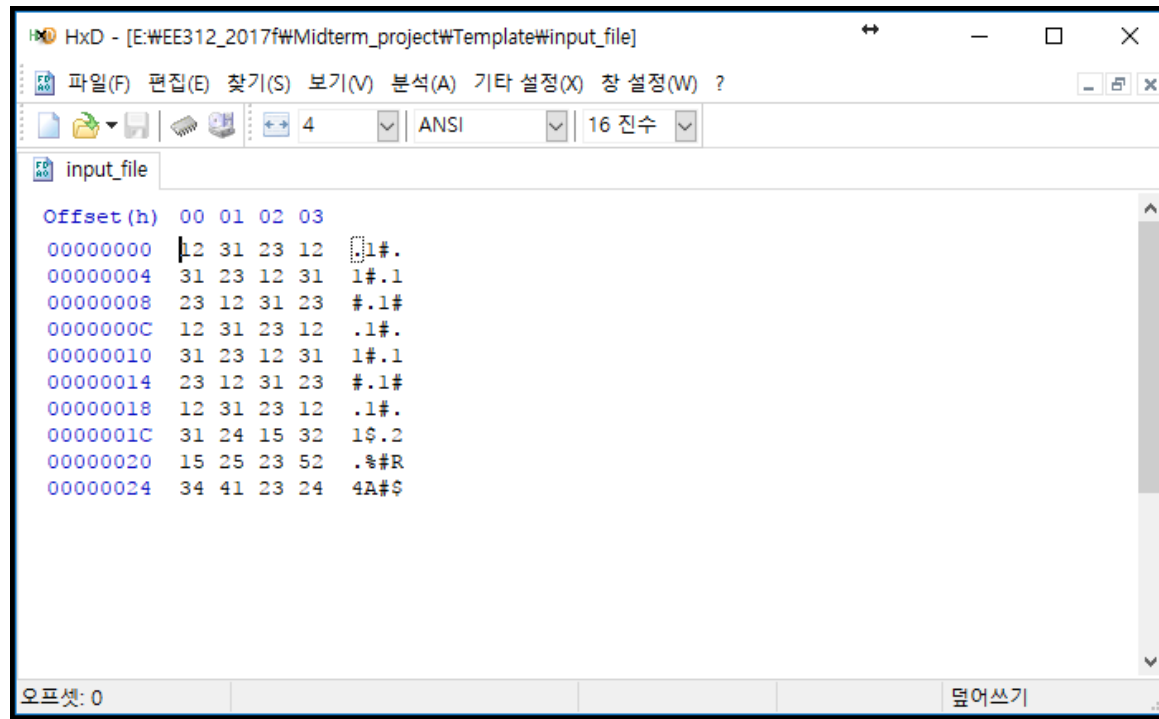 HxD - [E:₩EE312_2017f₩Midterm_project₩Template₩input_file]
파일(F) 편집(E) 찾기(S) 보기(V) 분석(A) 기타 설정(X) 창 설정(W) ?
4 ANSI 16 진수
input_file
Offset(h) 00 01 02 03
00000000 12 31 23 12 .1#.
00000004 31 23 12 31 1#.1
00000008 23 12 31 23 #.1#
0000000C 12 31 23 12 .1#.
00000010 31 23 12 31 1#.1
00000014 23 12 31 23 #.1#
00000018 12 31 23 12 .1#.
0000001C 31 24 15 32 1$.2
00000020 15 25 23 52 .%#R
00000024 34 41 23 24 4A#$
오프셋: 0 덮어쓰기